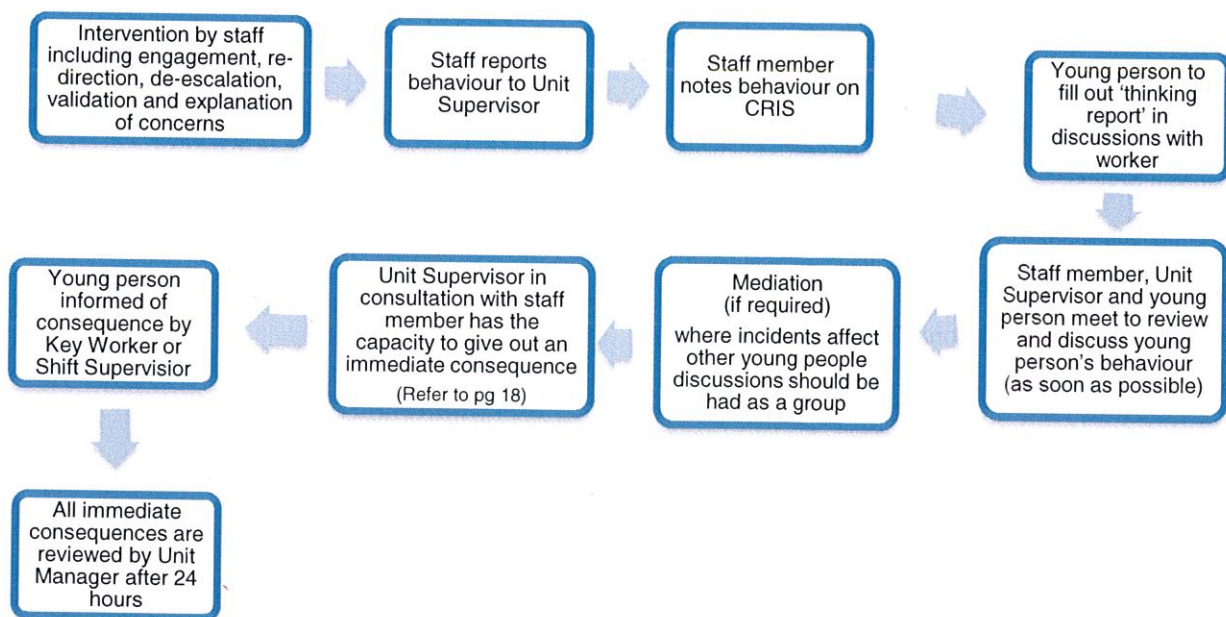 Intervention by staff
including engagement, re-
direction, de-escalation,
validation and explanation
of concerns
Staff reports
behaviour to Unit
Supervisor
Staff member
notes behaviour on
CRIS
Young person to
fill out ‘thinking
report’ in
discussions with
worker
Staff member, Unit
Supervisor and young
person meet to review
and discuss young
person’s behaviour
(as soon as possible)
Mediation
(if required)
where incidents affect
other young people
discussions should be
had as a group
Unit Supervisor in
consultation with staff
member has the
capacity to give out an
immediate consequence
(Refer to pg 18)
Young person
informed of
consequence by
Key Worker or
Shift Supervisior
All immediate
consequences are
reviewed by Unit
Manager after 24
hours